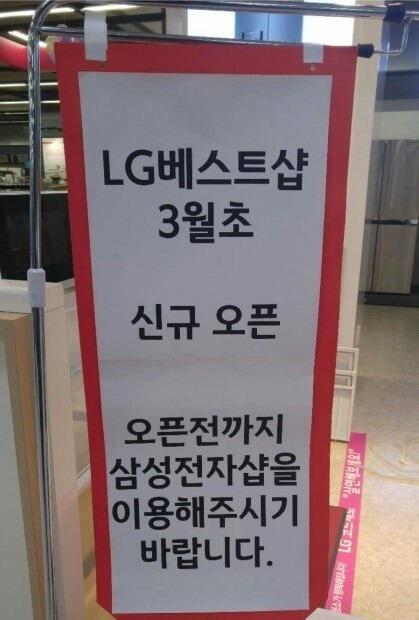 LG베스트샵
3월초
신규 오픈
오픈전까지
삼성전자샵을
이용해주시기
바랍니다.